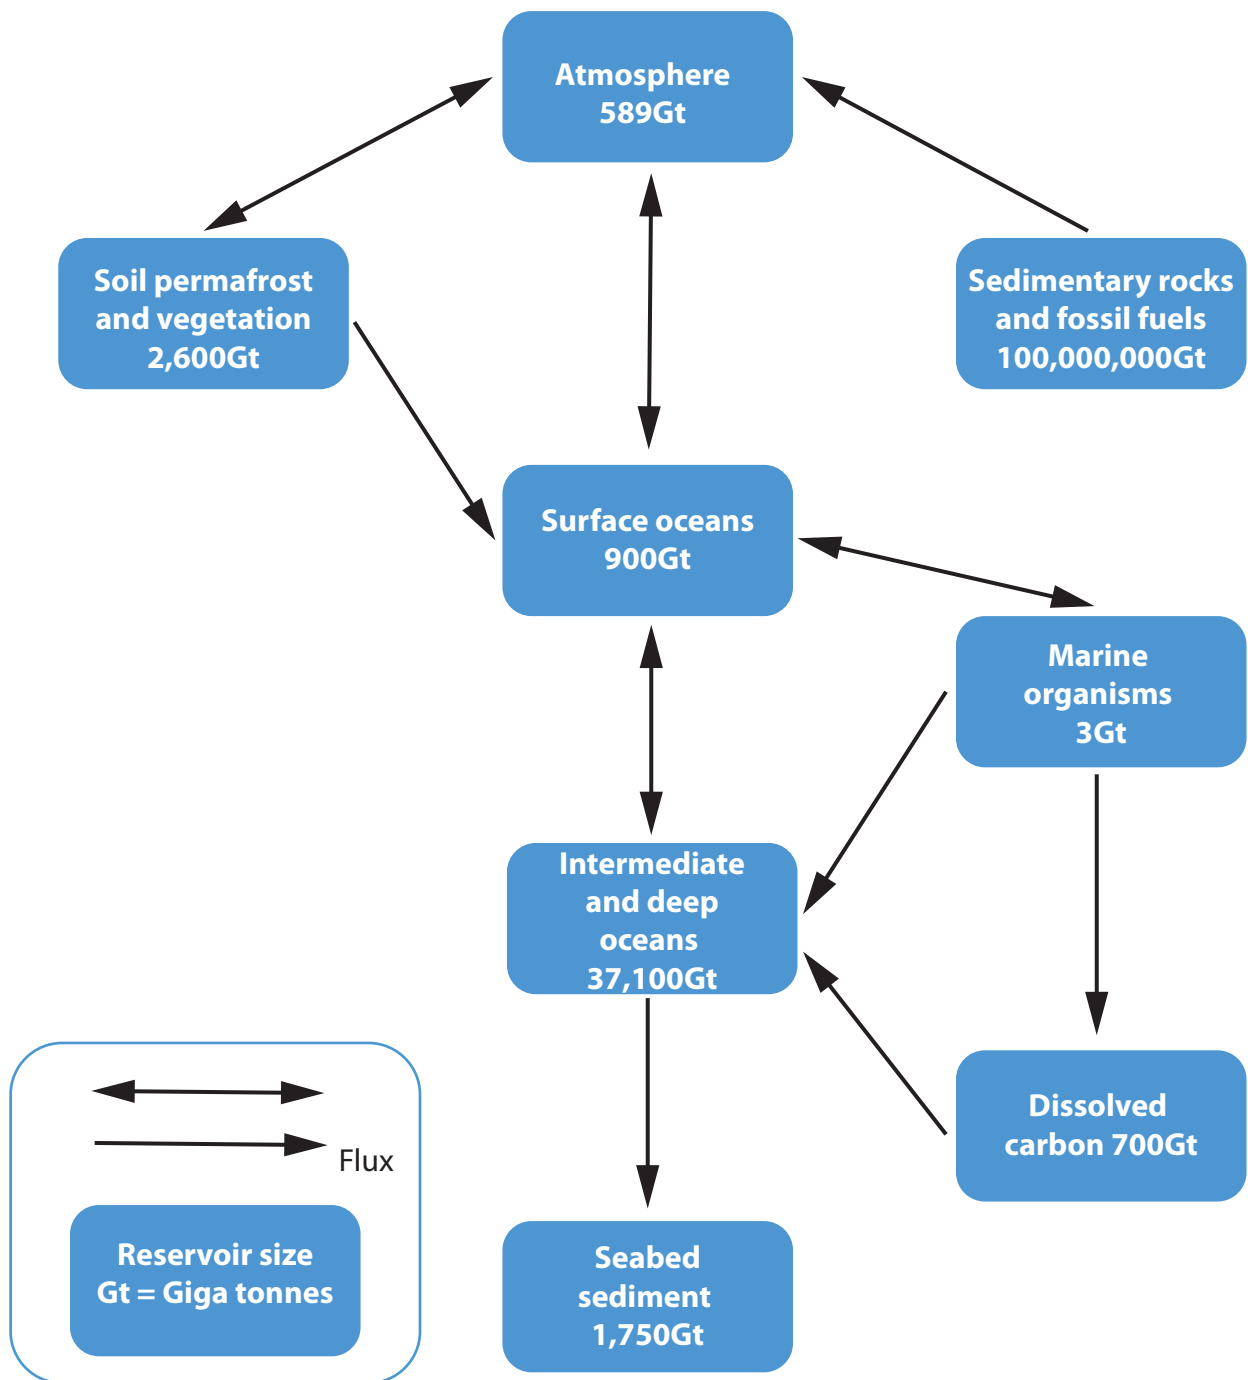 Atmosphere
589Gt
Soil permafrost
and vegetation
2,600Gt
Sedimentary rocks
and fossil fuels
100,000,000Gt
Surface oceans
900Gt
Marine
organisms
3Gt
Intermediate
and deep
oceans
37,100Gt
Dissolved
carbon 700Gt
Flux
Reservoir size
Gt = Giga tonnes
Seabed
sediment
1,750Gt